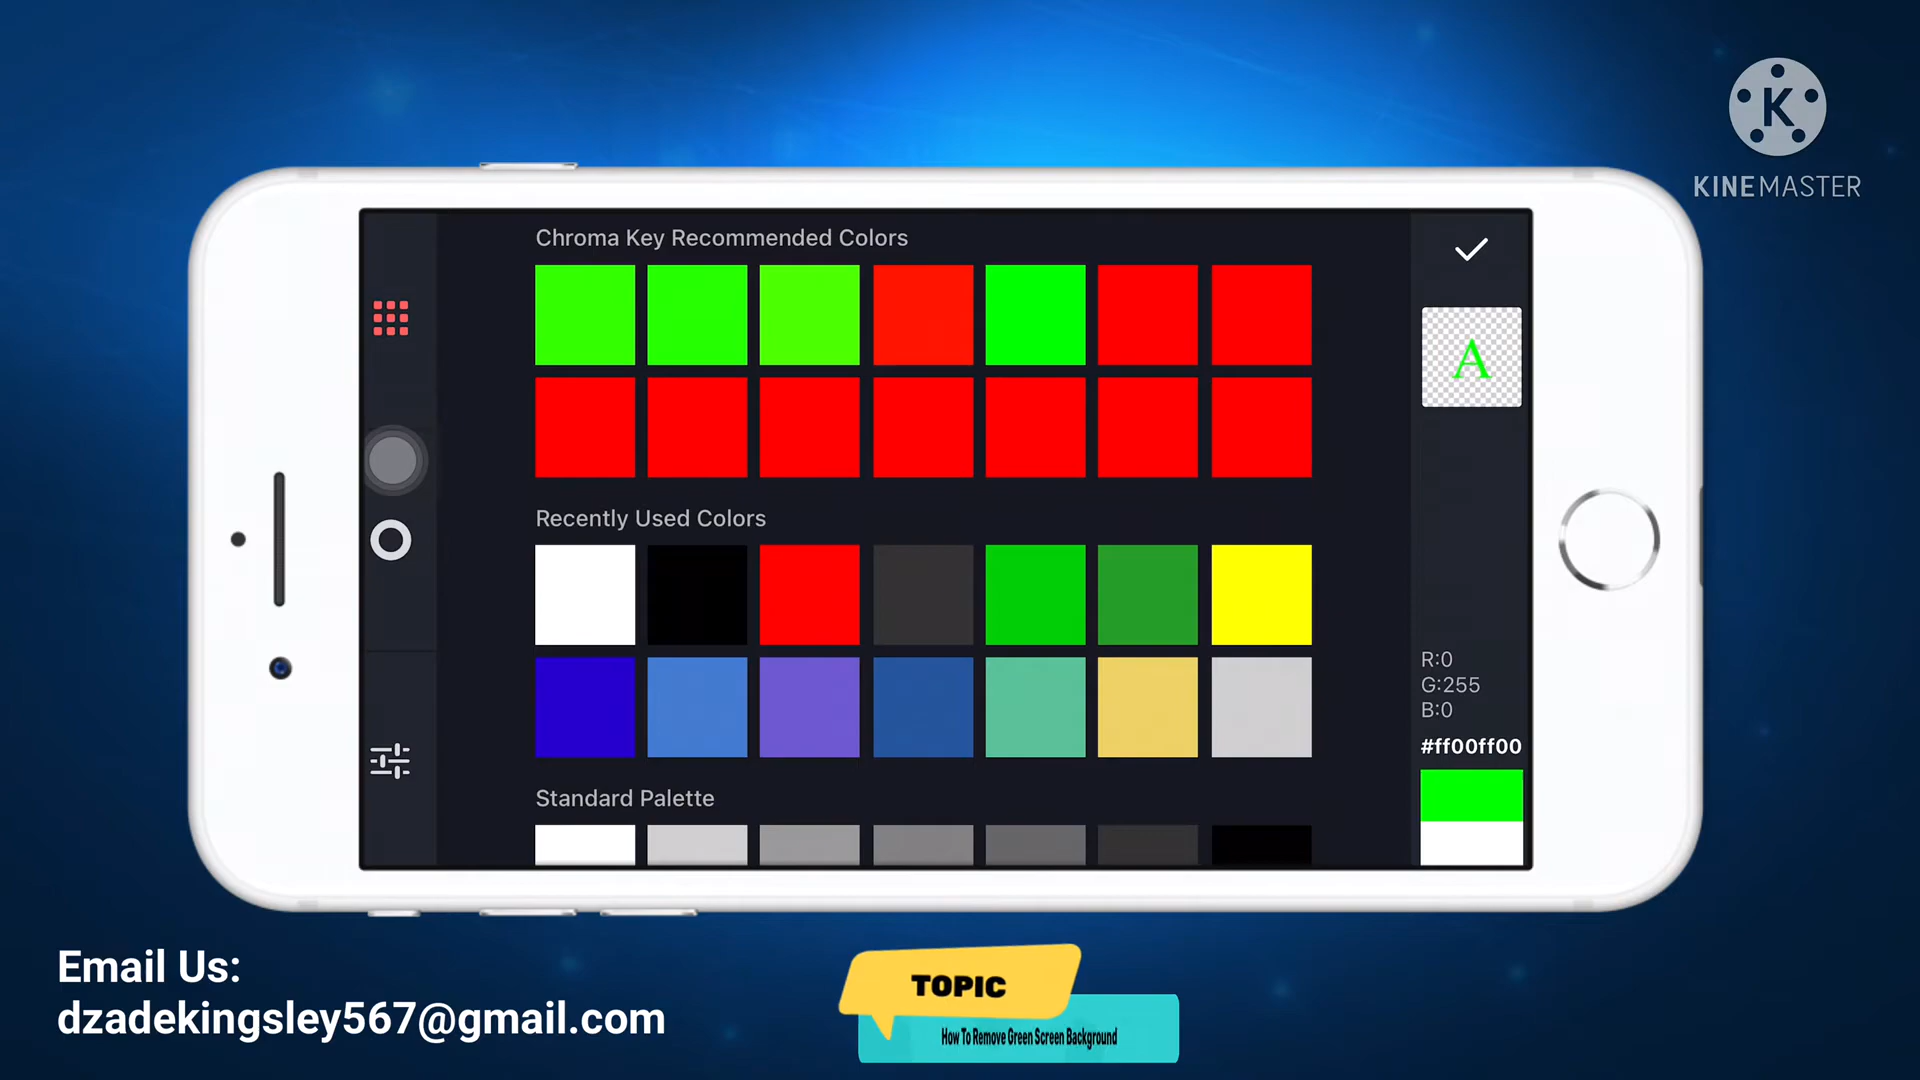 K
KINEMASTER
Chroma Key Recommended Colors
A
Recently Used Colors
R:0
G:255
B:0
#ff00ff00
Standard Palette
Email Us:
dzadekingsley567@gmail.com
TOPIC
How To Remove Green Screen Background